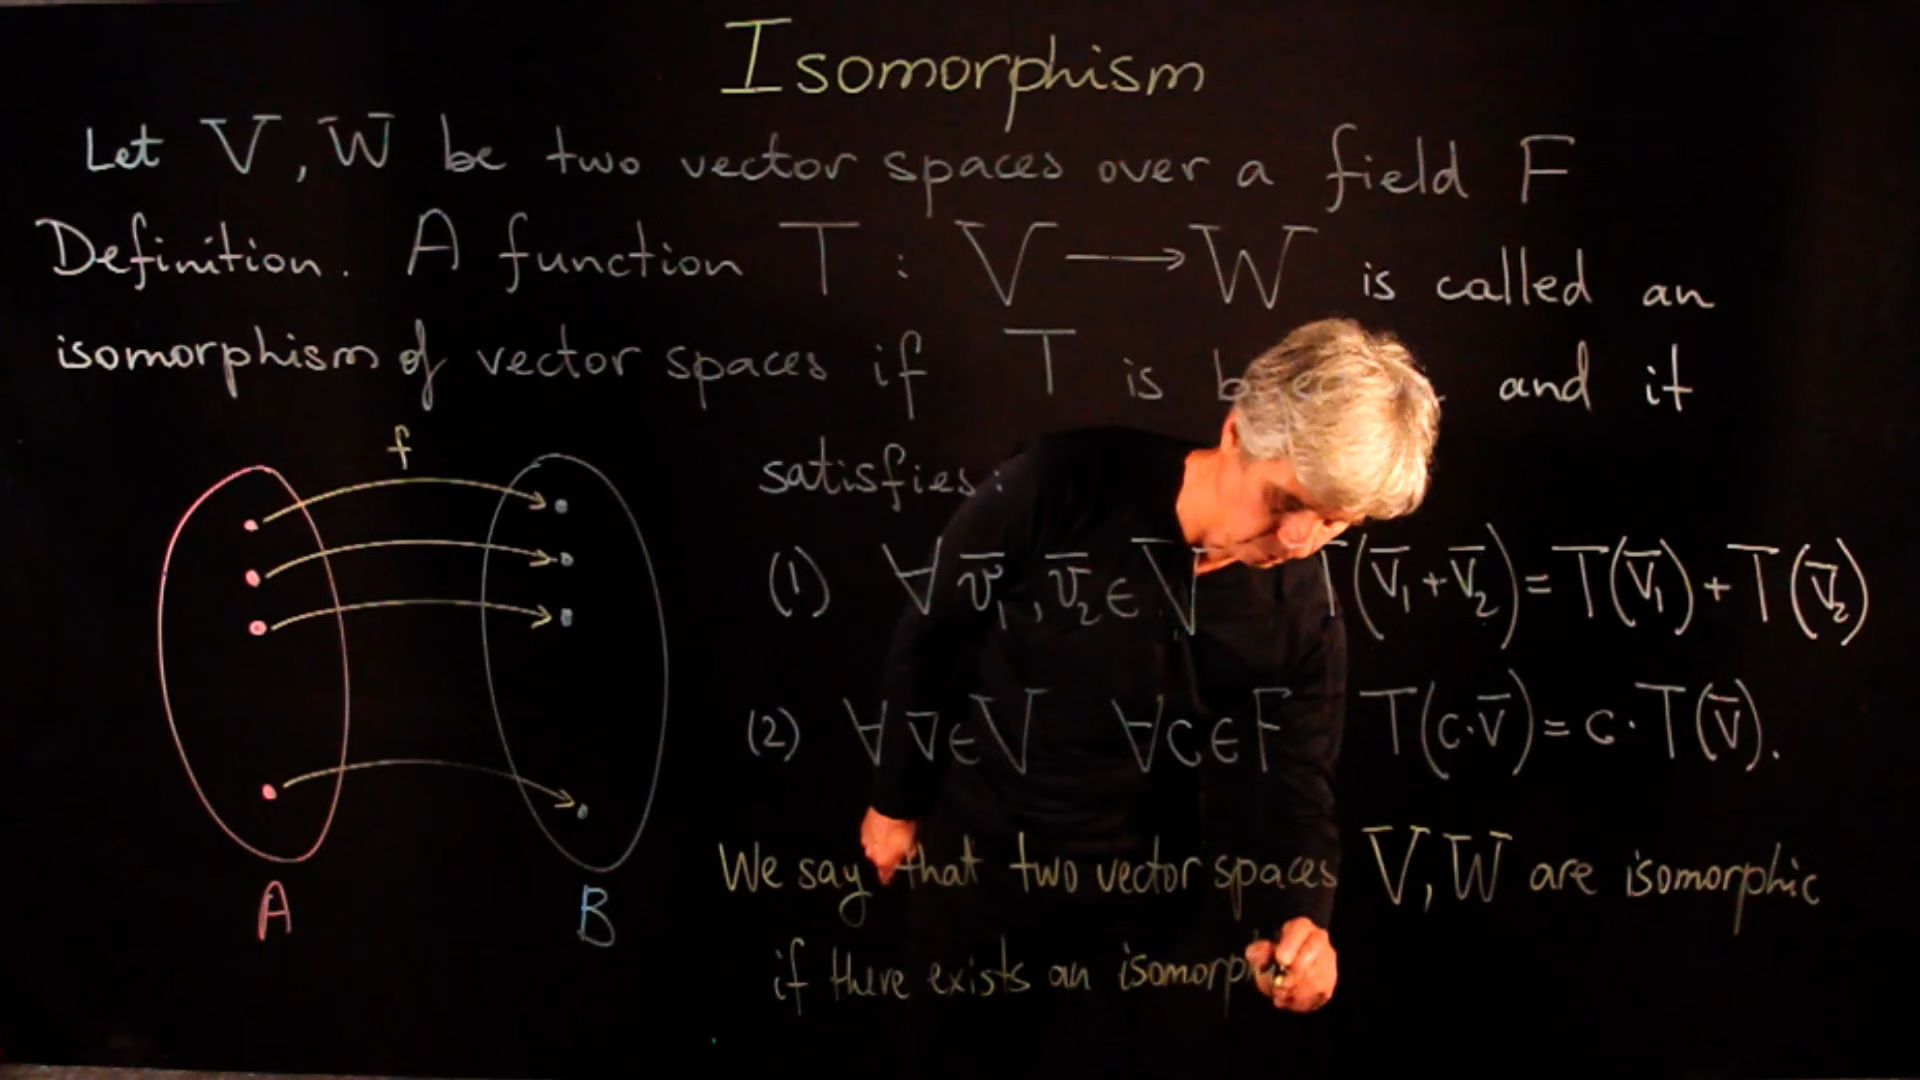 Isomorphism
Let V, W be two vector spaces over a field F
Definition. A function T : V → W is called an
isomorphism of vector spaces if T is and it
satisfies:
f
(1) ∀ v̄₁, v̄₂ ∈ V T(v̄₁+v̄₂) = T(v̄₁) + T(v̄₂)
(2) ∀ v̄ ∈ V ∀c∈F T(c·v̄) = c·T(v̄).
We say that two vector spaces V, W are isomorphic
if there exists an
A
B